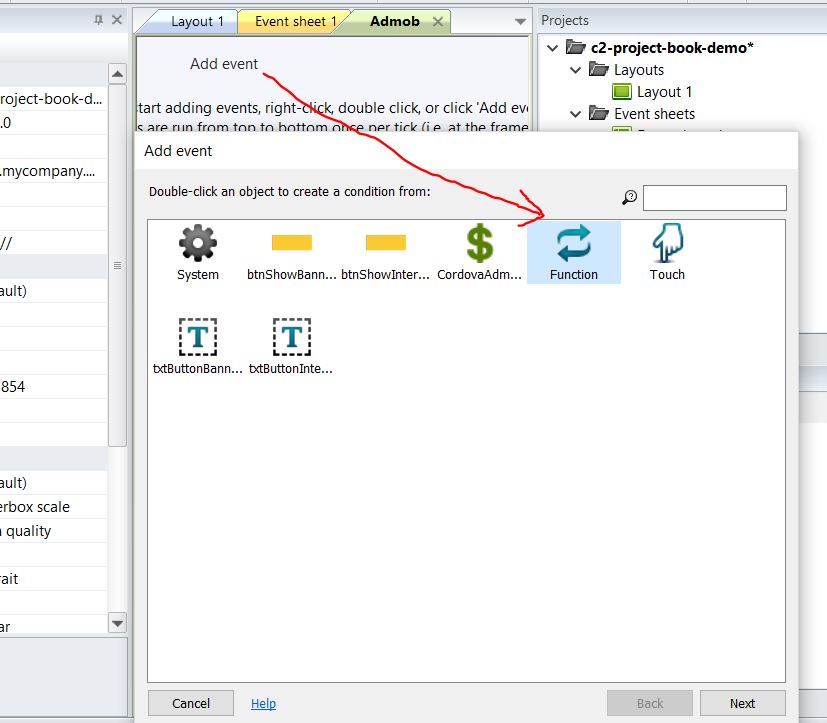 Layout 1
Event sheet 1
Admob
Projects
Add event
c2-project-book-demo*
Layouts
Layout 1
Event sheets
roject-book-d...
.0
.mycompany....
//
ault)
854
ault)
erbox scale
quality
rait
ar
tart adding events, right-click, double click, or click 'Add eve
s are run from top to bottom once per tick (i.e. at the frame
Add event
Double-click an object to create a condition from:
System
btnShowBann...
btnShowInter...
CordovaAdm...
Function
Touch
txtButtonBann...
txtButtonInte...
Cancel
Help
Back
Next